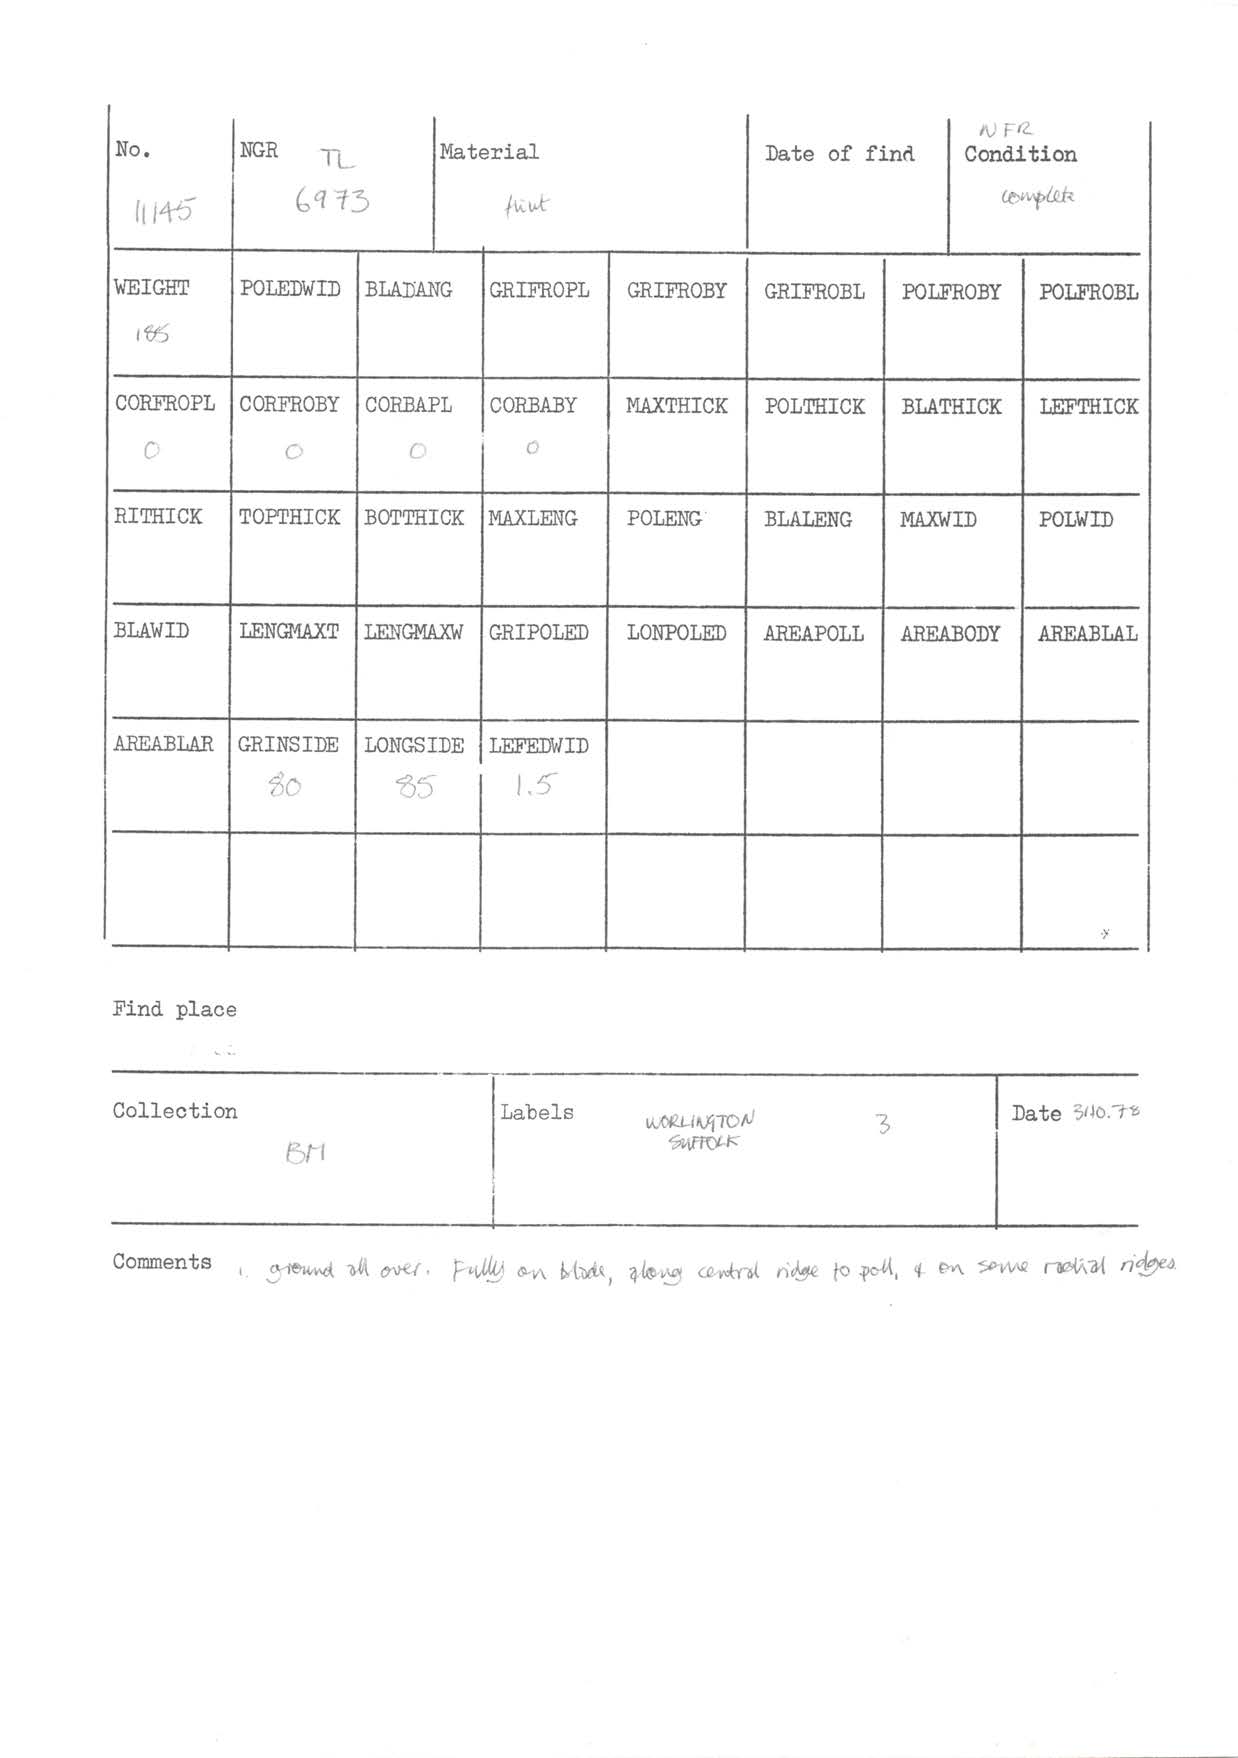 NFR
No. NGR TL Material Date of find Condition
11145 6973 flint complete
WEIGHT POLEDWID BLADANG GRIFROPL GRIFROBY GRIFROBL POLFROBY POLFROBL
185
CORFROPL CORFROBY CORBAPL CORBABY MAXTHICK POLTHICK BLATHICK LEFTHICK
0 0 0 0
RITHICK TOPTHICK BOTTHICK MAXLENG POLENG BLALENG MAXWID POLWID
BLAWID LENGMAXT LENGMAXW GRIPOLED LONPOLED AREAPOLL AREABODY AREABLAL
AREABLAR GRINSIDE LONGSIDE LEFEDWID
80 85 1.5
Find place
Collection Labels WORLINGTON 3 Date 31.10.78
BM SUFFOLK
Comments 1. ground all over. Fully on blade, along central ridge to poll, & on some radial ridges.